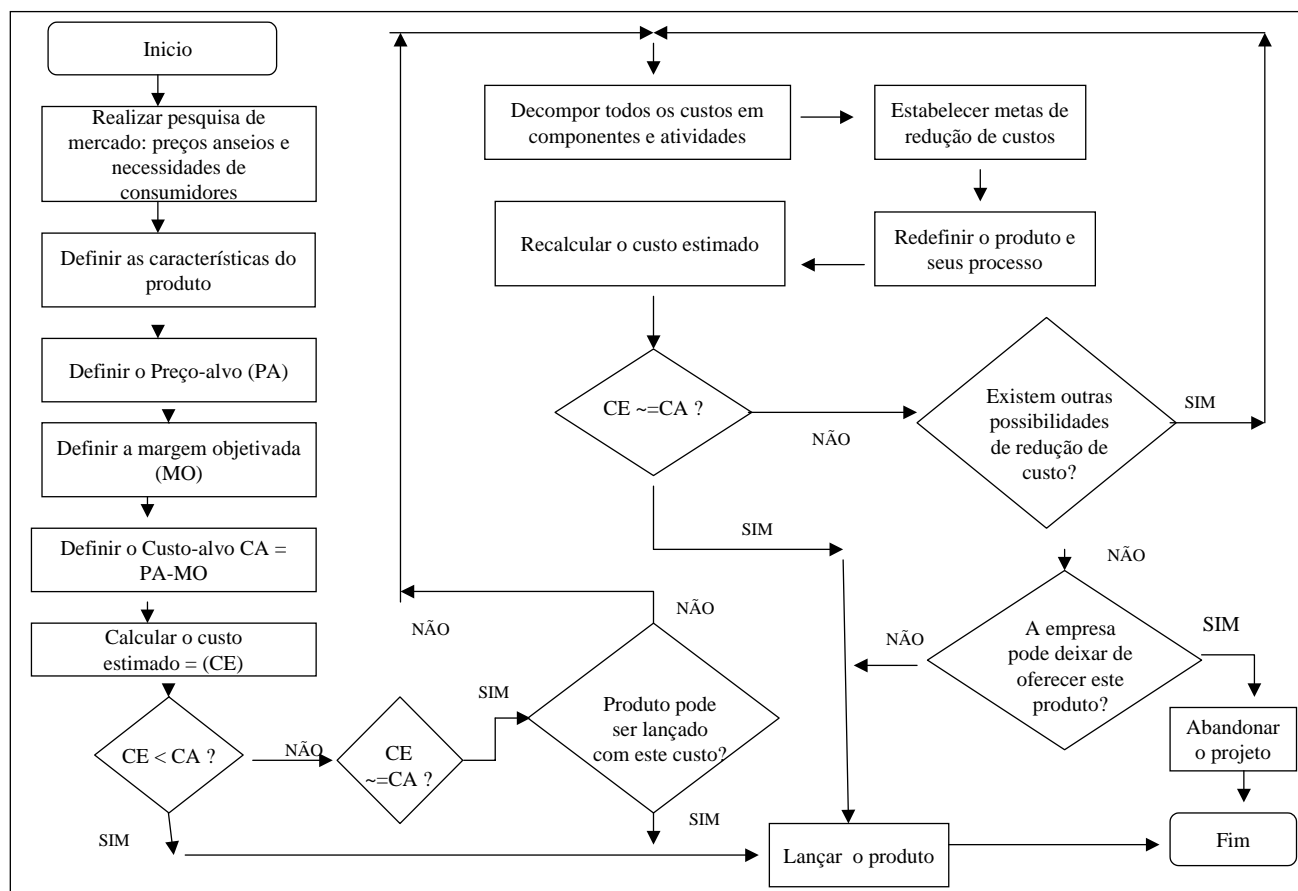 Inicio
Realizar pesquisa de
mercado: preços anseios e
necessidades de
consumidores
Definir as características do
produto
Definir o Preço-alvo (PA)
Definir a margem objetivada
(MO)
Definir o Custo-alvo CA =
PA-MO
Calcular o custo
estimado = (CE)
CE < CA ?
NÃO
SIM
CE
~=CA ?
SIM
NÃO
Produto pode
ser lançado
com este custo?
NÃO
SIM
Decompor todos os custos em
componentes e atividades
Estabelecer metas de
redução de custos
Redefinir o produto e
seus processo
Recalcular o custo estimado
CE ~=CA ?
NÃO
SIM
Existem outras
possibilidades
de redução de
custo?
SIM
NÃO
A empresa
pode deixar de
oferecer este
produto?
NÃO
SIM
Abandonar
o projeto
Lançar o produto
Fim